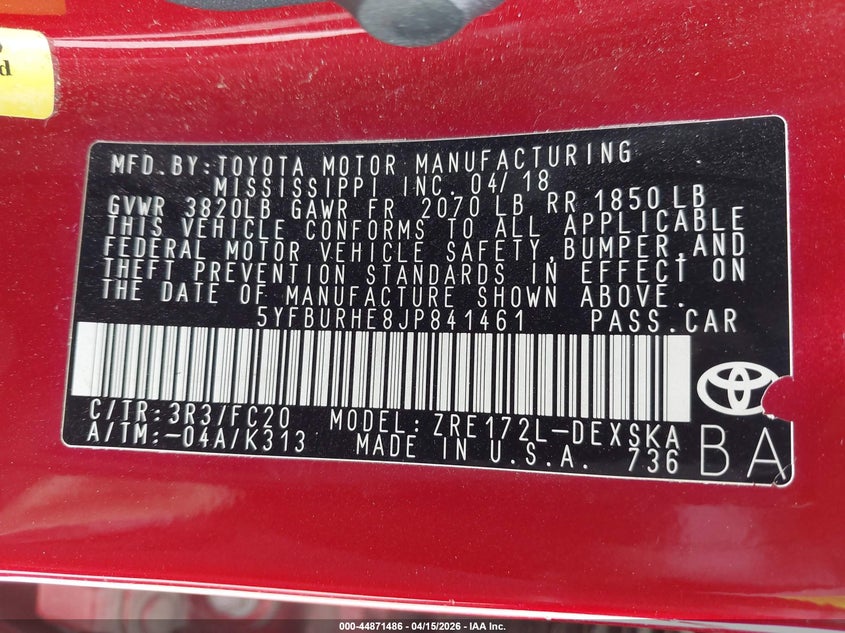 d
MFD. BY: TOYOTA MOTOR MANUFACTURING
MISSISSIPPI INC. 04/18
GVWR 3820LB GAWR FR 2070 LB RR 1850 LB
THIS VEHICLE CONFORMS TO ALL APPLICABLE
FEDERAL MOTOR VEHICLE SAFETY, BUMPER, AND
THEFT PREVENTION STANDARDS IN EFFECT ON
THE DATE OF MANUFACTURE SHOWN ABOVE.
5YFBURHE8JP841461 PASS. CAR
C/TR: 3R3/FC20 MODEL: ZRE172L-DEXSKA
A/TM: -04A/K313 MADE IN U.S.A. 736 BA
000-44871486 - 04/15/2026 - IAA Inc.